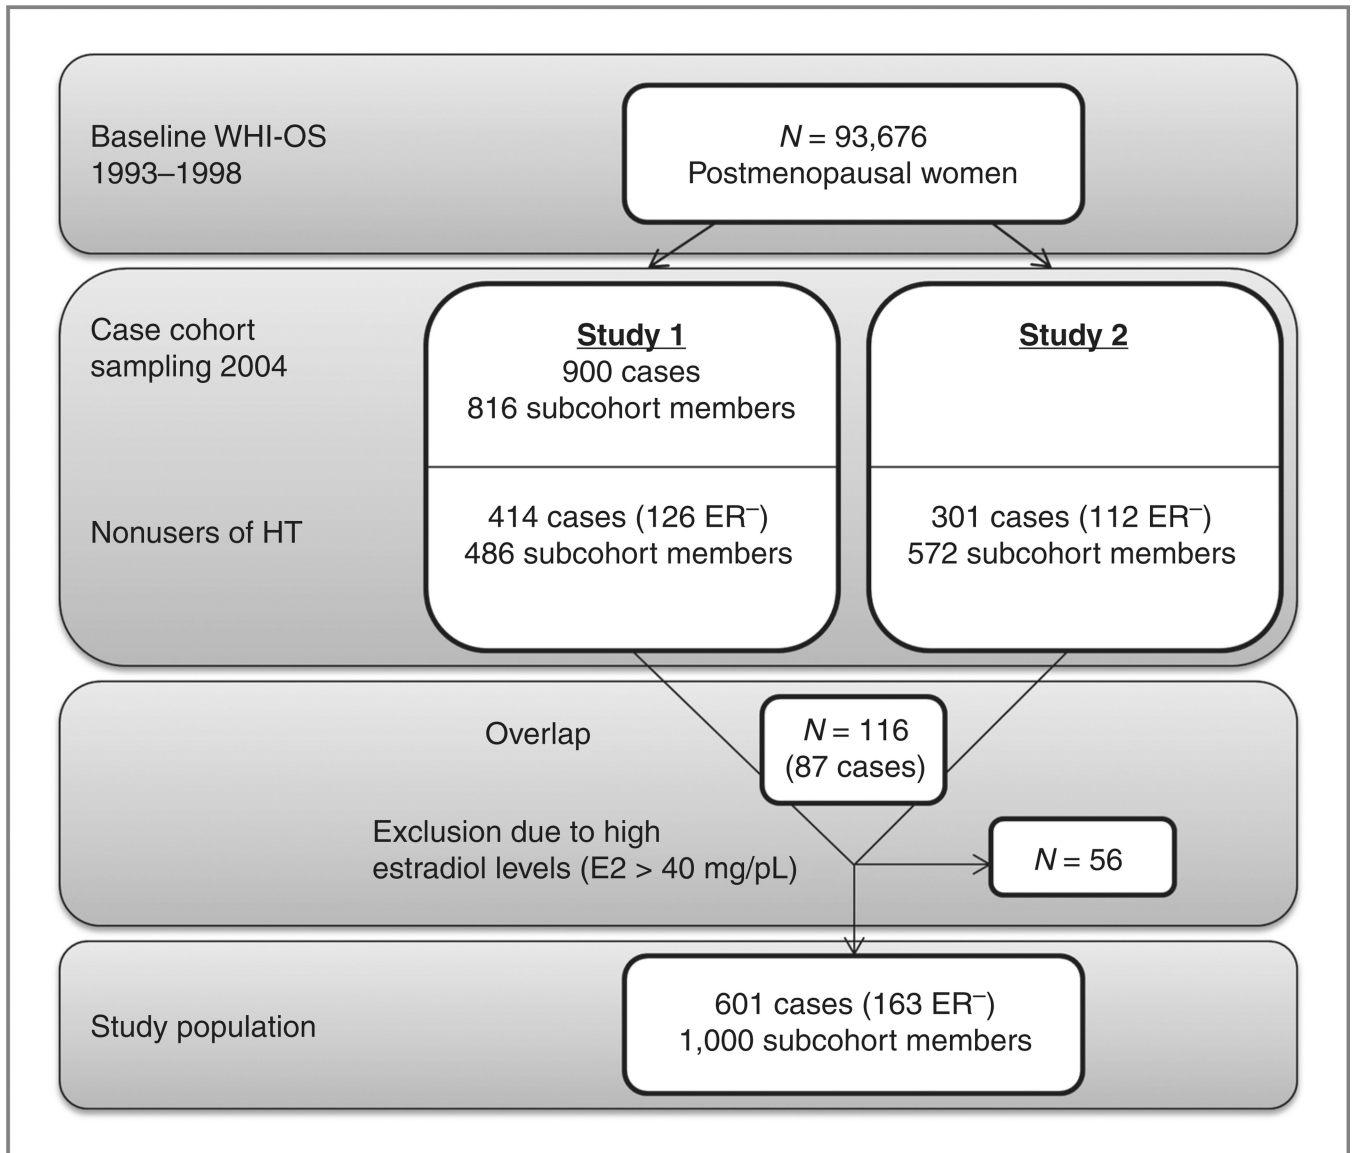 Baseline WHI-OS
1993–1998
N = 93,676
Postmenopausal women
Case cohort
sampling 2004
Study 1
900 cases
816 subcohort members
Study 2
Nonusers of HT
414 cases (126 ER–)
486 subcohort members
301 cases (112 ER–)
572 subcohort members
Overlap
N = 116
(87 cases)
Exclusion due to high
estradiol levels (E2 > 40 mg/pL)
N = 56
Study population
601 cases (163 ER–)
1,000 subcohort members